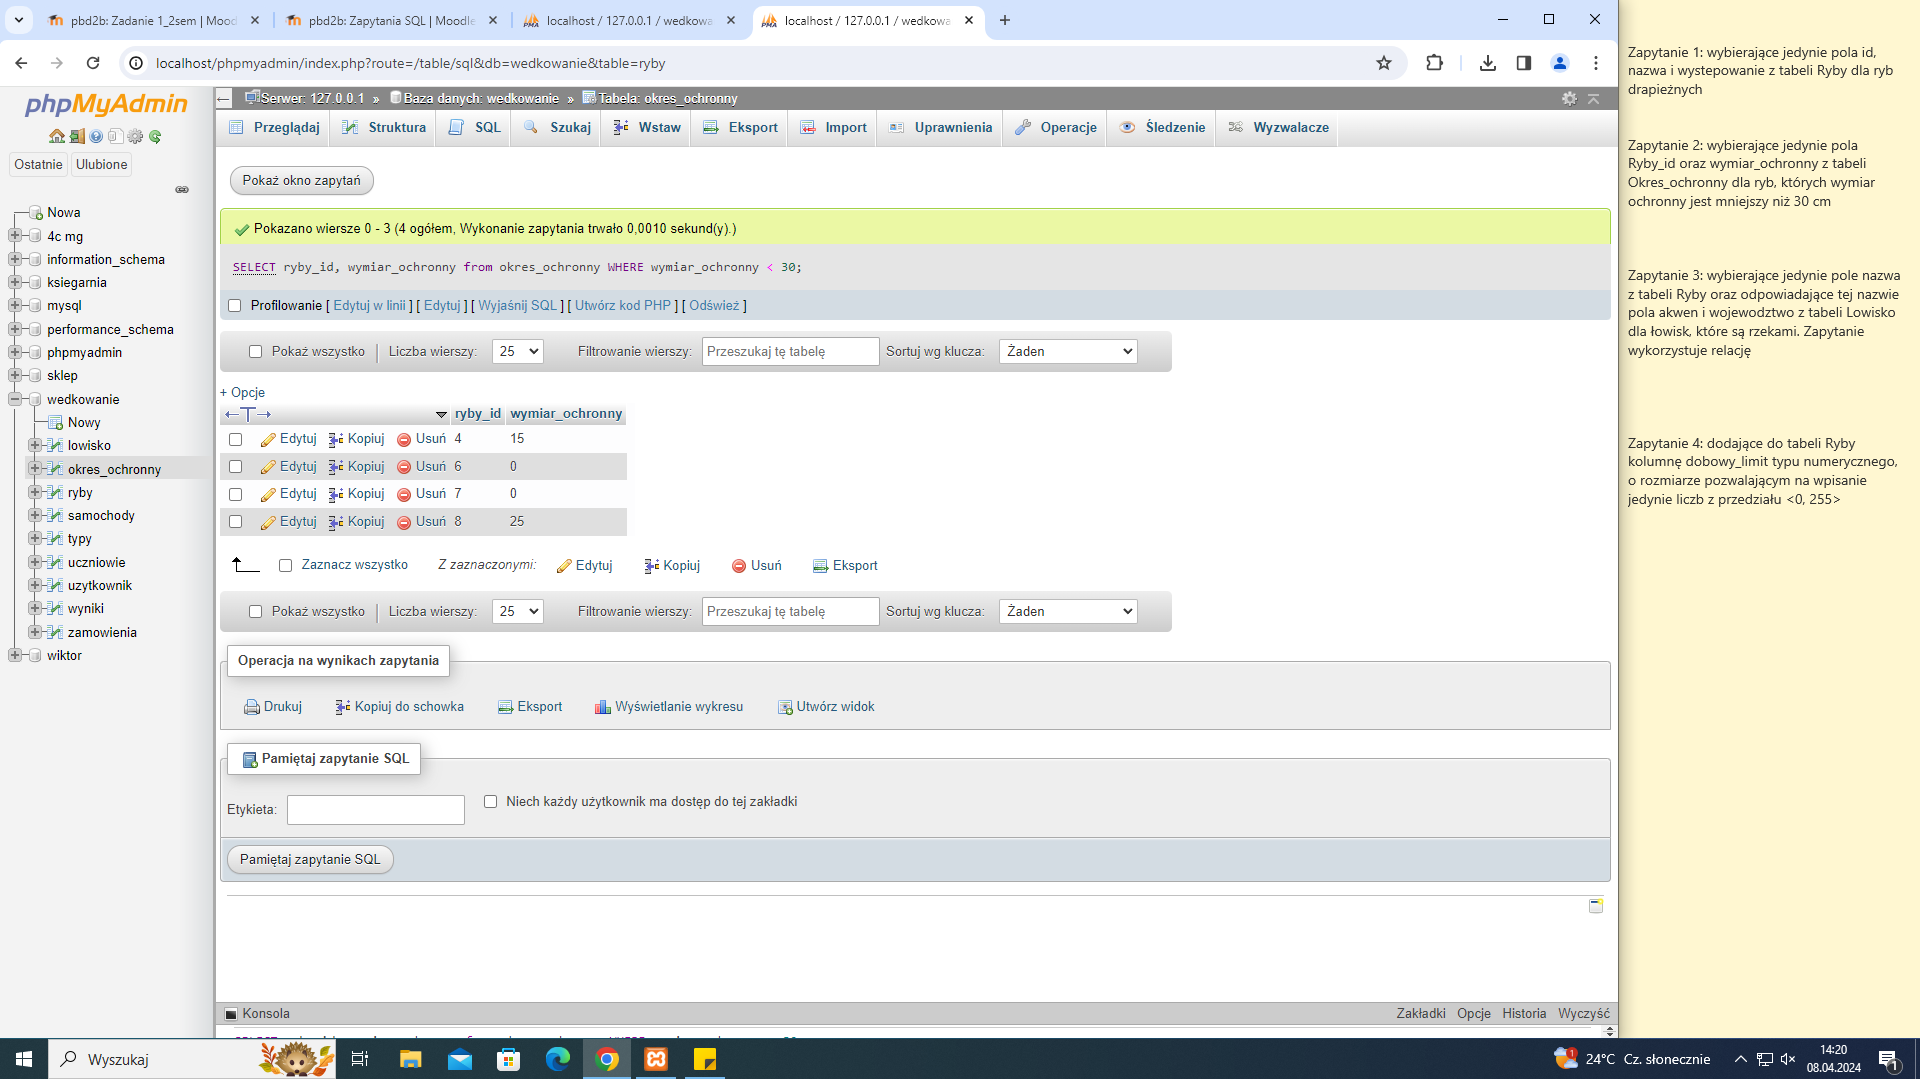 pbd2b: Zadanie 1_2sem | Mood
pbd2b: Zapytania SQL | Moodle
localhost / 127.0.0.1 / wedkowa
localhost / 127.0.0.1 / wedkowa
localhost/phpmyadmin/index.php?route=/table/sql&db=wedkowanie&table=ryby
phpMyAdmin
Ostatnie Ulubione
Nowa
4c mg
information_schema
ksiegarnia
mysql
performance_schema
phpmyadmin
sklep
wedkowanie
Nowy
lowisko
okres_ochronny
ryby
samochody
typy
uczniowie
uzytkownik
wyniki
zamowienia
wiktor
Serwer: 127.0.0.1 » Baza danych: wedkowanie » Tabela: okres_ochronny
Przeglądaj Struktura SQL Szukaj Wstaw Eksport Import Uprawnienia Operacje Śledzenie Wyzwalacze
Pokaż okno zapytań
Pokazano wiersze 0 - 3 (4 ogółem, Wykonanie zapytania trwało 0,0010 sekund(y).)
SELECT ryby_id, wymiar_ochronny from okres_ochronny WHERE wymiar_ochronny < 30;
Profilowanie [ Edytuj w linii ] [ Edytuj ] [ Wyjaśnij SQL ] [ Utwórz kod PHP ] [ Odśwież ]
Pokaż wszystko | Liczba wierszy: 25 Filtrowanie wierszy: Przeszukaj tę tabelę Sortuj wg klucza: Żaden
+ Opcje
←T→ ryby_id wymiar_ochronny
Edytuj Kopiuj Usuń 4 15
Edytuj Kopiuj Usuń 6 0
Edytuj Kopiuj Usuń 7 0
Edytuj Kopiuj Usuń 8 25
Zaznacz wszystko Z zaznaczonymi: Edytuj Kopiuj Usuń Eksport
Pokaż wszystko | Liczba wierszy: 25 Filtrowanie wierszy: Przeszukaj tę tabelę Sortuj wg klucza: Żaden
Operacja na wynikach zapytania
Drukuj Kopiuj do schowka Eksport Wyświetlanie wykresu Utwórz widok
Pamiętaj zapytanie SQL
Etykieta: Niech każdy użytkownik ma dostęp do tej zakładki
Pamiętaj zapytanie SQL
Konsola Zakładki Opcje Historia Wyczyść
Zapytanie 1: wybierające jedynie pola id,
nazwa i wystepowanie z tabeli Ryby dla ryb
drapieżnych
Zapytanie 2: wybierające jedynie pola
Ryby_id oraz wymiar_ochronny z tabeli
Okres_ochronny dla ryb, których wymiar
ochronny jest mniejszy niż 30 cm
Zapytanie 3: wybierające jedynie pole nazwa
z tabeli Ryby oraz odpowiadające tej nazwie
pola akwen i wojewodztwo z tabeli Lowisko
dla łowisk, które są rzekami. Zapytanie
wykorzystuje relację
Zapytanie 4: dodające do tabeli Ryby
kolumnę dobowy_limit typu numerycznego,
o rozmiarze pozwalającym na wpisanie
jedynie liczb z przedziału <0, 255>
Wyszukaj
1
24°C Cz. słonecznie
14:20
08.04.2024
1